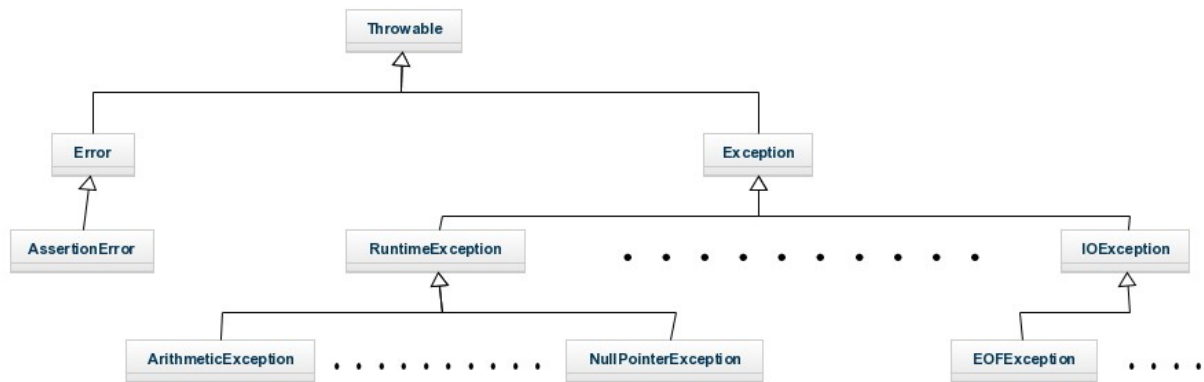 Throwable
Error
Exception
AssertionError
RuntimeException
IOException
ArithmeticException
NullPointerException
EOFException